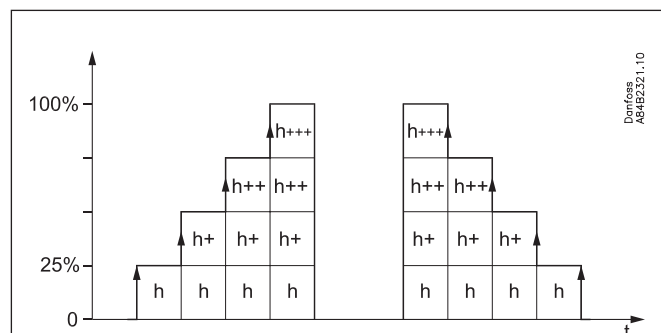 Danfoss
A84B2321.10
100%
h+++ h+++
h++ h++ h++ h++
h+ h+ h+ h+ h+ h+
25%
h h h h h h h h
0
t